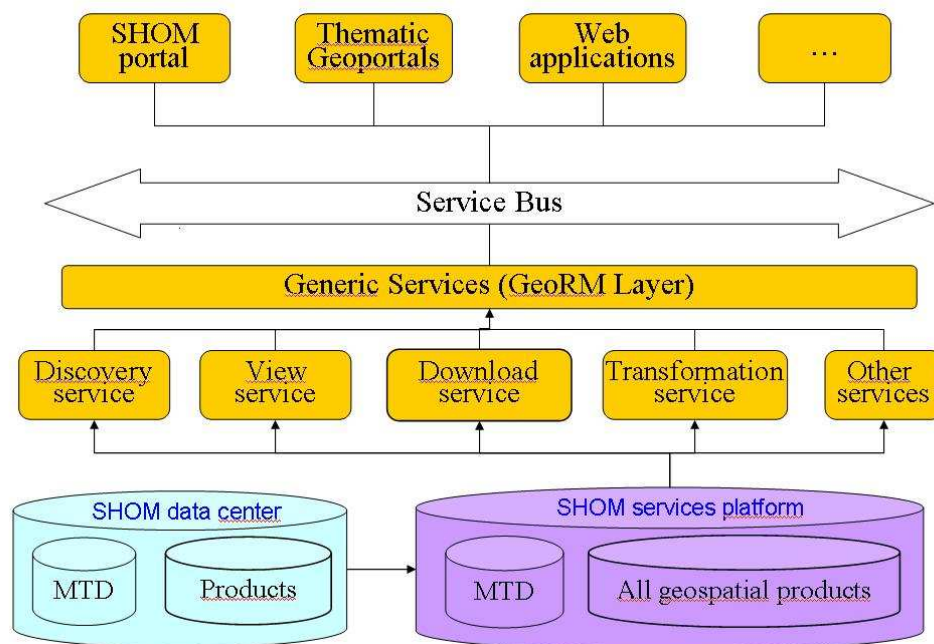 SHOM
portal
Thematic
Geoportals
Web
applications
...
Service Bus
Generic Services (GeoRM Layer)
Discovery
service
View
service
Download
service
Transformation
service
Other
services
SHOM data center
MTD
Products
SHOM services platform
MTD
All geospatial products